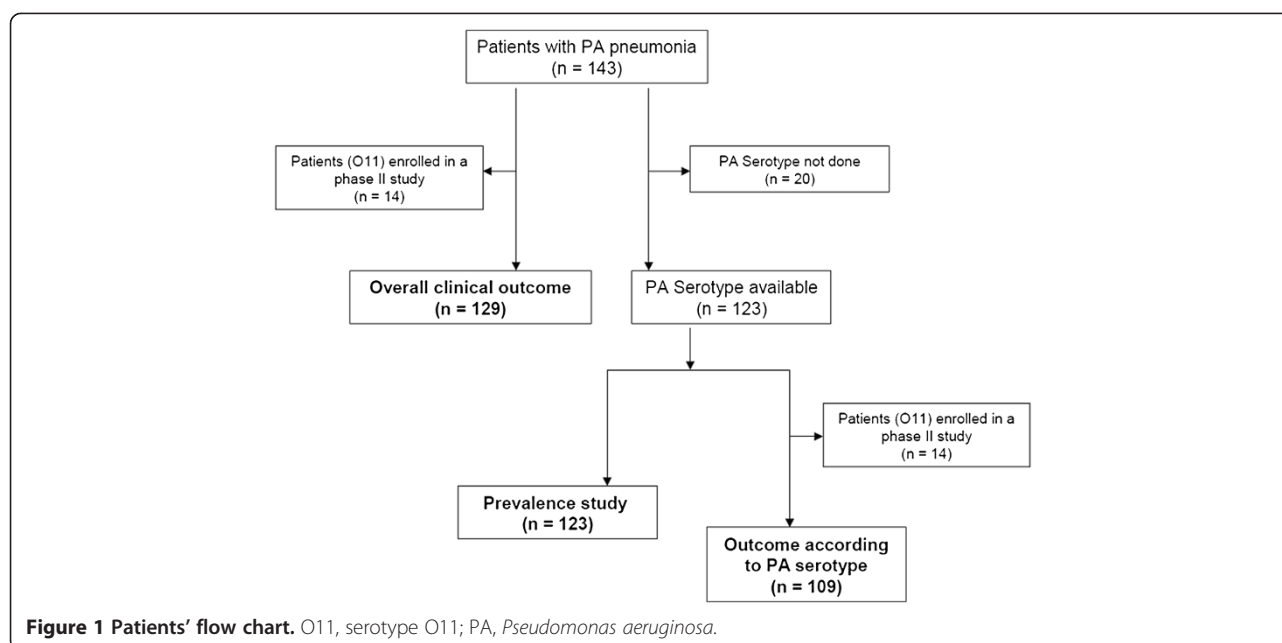 Patients with PA pneumonia
(n = 143)
Patients (O11) enrolled in a
phase II study
(n = 14)
PA Serotype not done
(n = 20)
Overall clinical outcome
(n = 129)
PA Serotype available
(n = 123)
Patients (O11) enrolled in a
phase II study
(n = 14)
Prevalence study
(n = 123)
Outcome according
to PA serotype
(n = 109)
Figure 1 Patients’ flow chart. O11, serotype O11; PA, Pseudomonas aeruginosa.